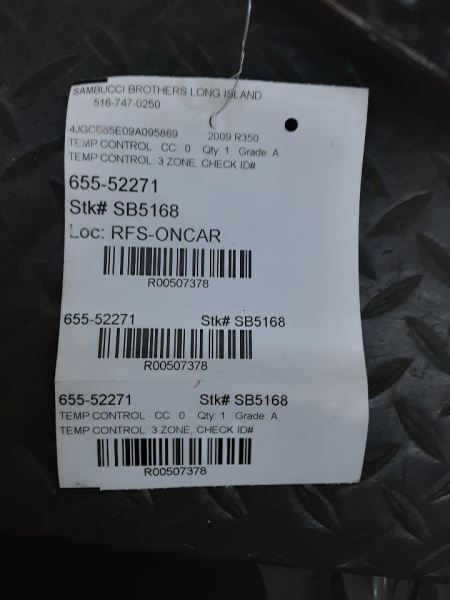 SAMBUCCI BROTHERS LONG ISLAND
516-747-0250
4JGCB65E09A095869 2009 R350
TEMP CONTROL CC: 0 Qty: 1 Grade: A
TEMP CONTROL: 3 ZONE, CHECK ID#
655-52271
Stk# SB5168
Loc: RFS-ONCAR
R00507378
655-52271 Stk# SB5168
R00507378
655-52271 Stk# SB5168
TEMP CONTROL CC: 0 Qty: 1 Grade: A
TEMP CONTROL: 3 ZONE, CHECK ID#
R00507378